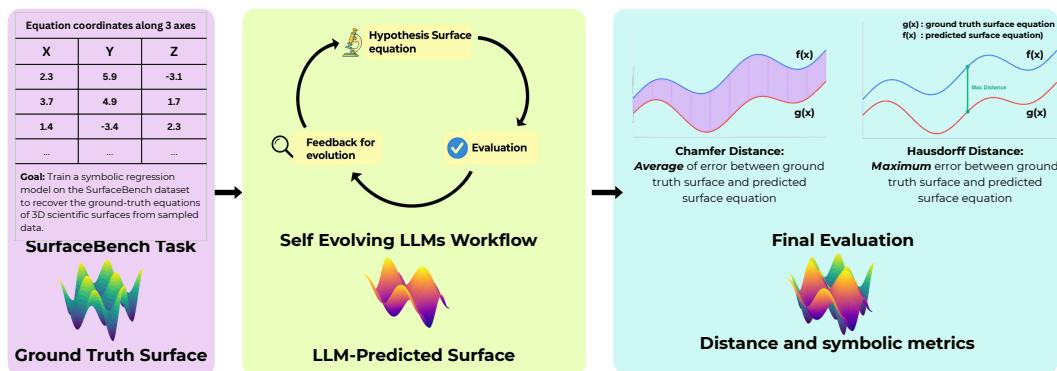 Equation coordinates along 3 axes
X Y Z
2.3 5.9 -3.1
3.7 4.9 1.7
1.4 -3.4 2.3
... ... ...
Goal: Train a symbolic regression
model on the SurfaceBench dataset
to recover the ground-truth equations
of 3D scientific surfaces from sampled
data.
SurfaceBench Task
Ground Truth Surface
Hypothesis Surface
equation
Feedback for
evolution
Evaluation
Self Evolving LLMs Workflow
LLM-Predicted Surface
f(x)
g(x)
Chamfer Distance:
Average of error between ground
truth surface and predicted
surface equation
g(x) : ground truth surface equation
f(x) : predicted surface equation)
f(x)
Max Distance
g(x)
Hausdorff Distance:
Maximum error between ground
truth surface and predicted
surface equation
Final Evaluation
Distance and symbolic metrics